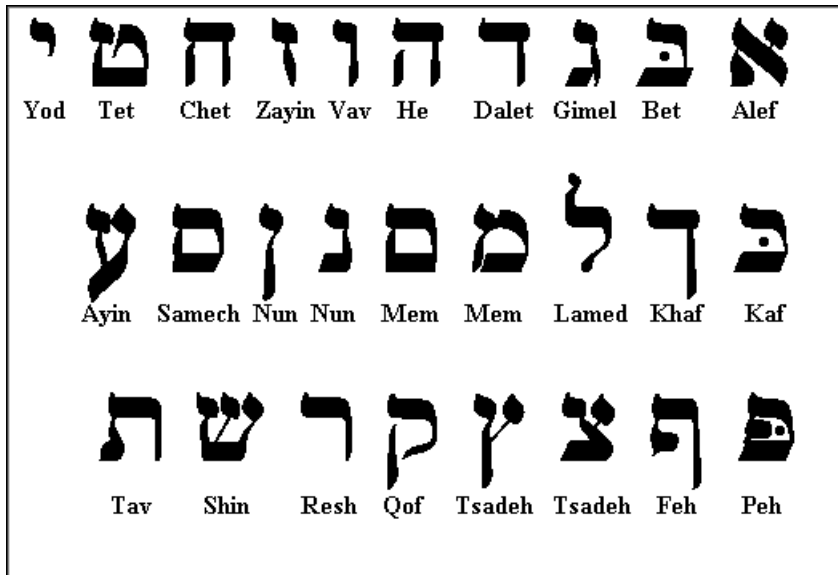 א בּ ג ד ה ו ז ח ט י
Yod Tet Chet Zayin Vav He Dalet Gimel Bet Alef
כּ ך ל מ ם נ ן ס ע
Ayin Samech Nun Nun Mem Mem Lamed Khaf Kaf
פּ ף צ ץ ק ר ש ת
Tav Shin Resh Qof Tsadeh Tsadeh Feh Peh